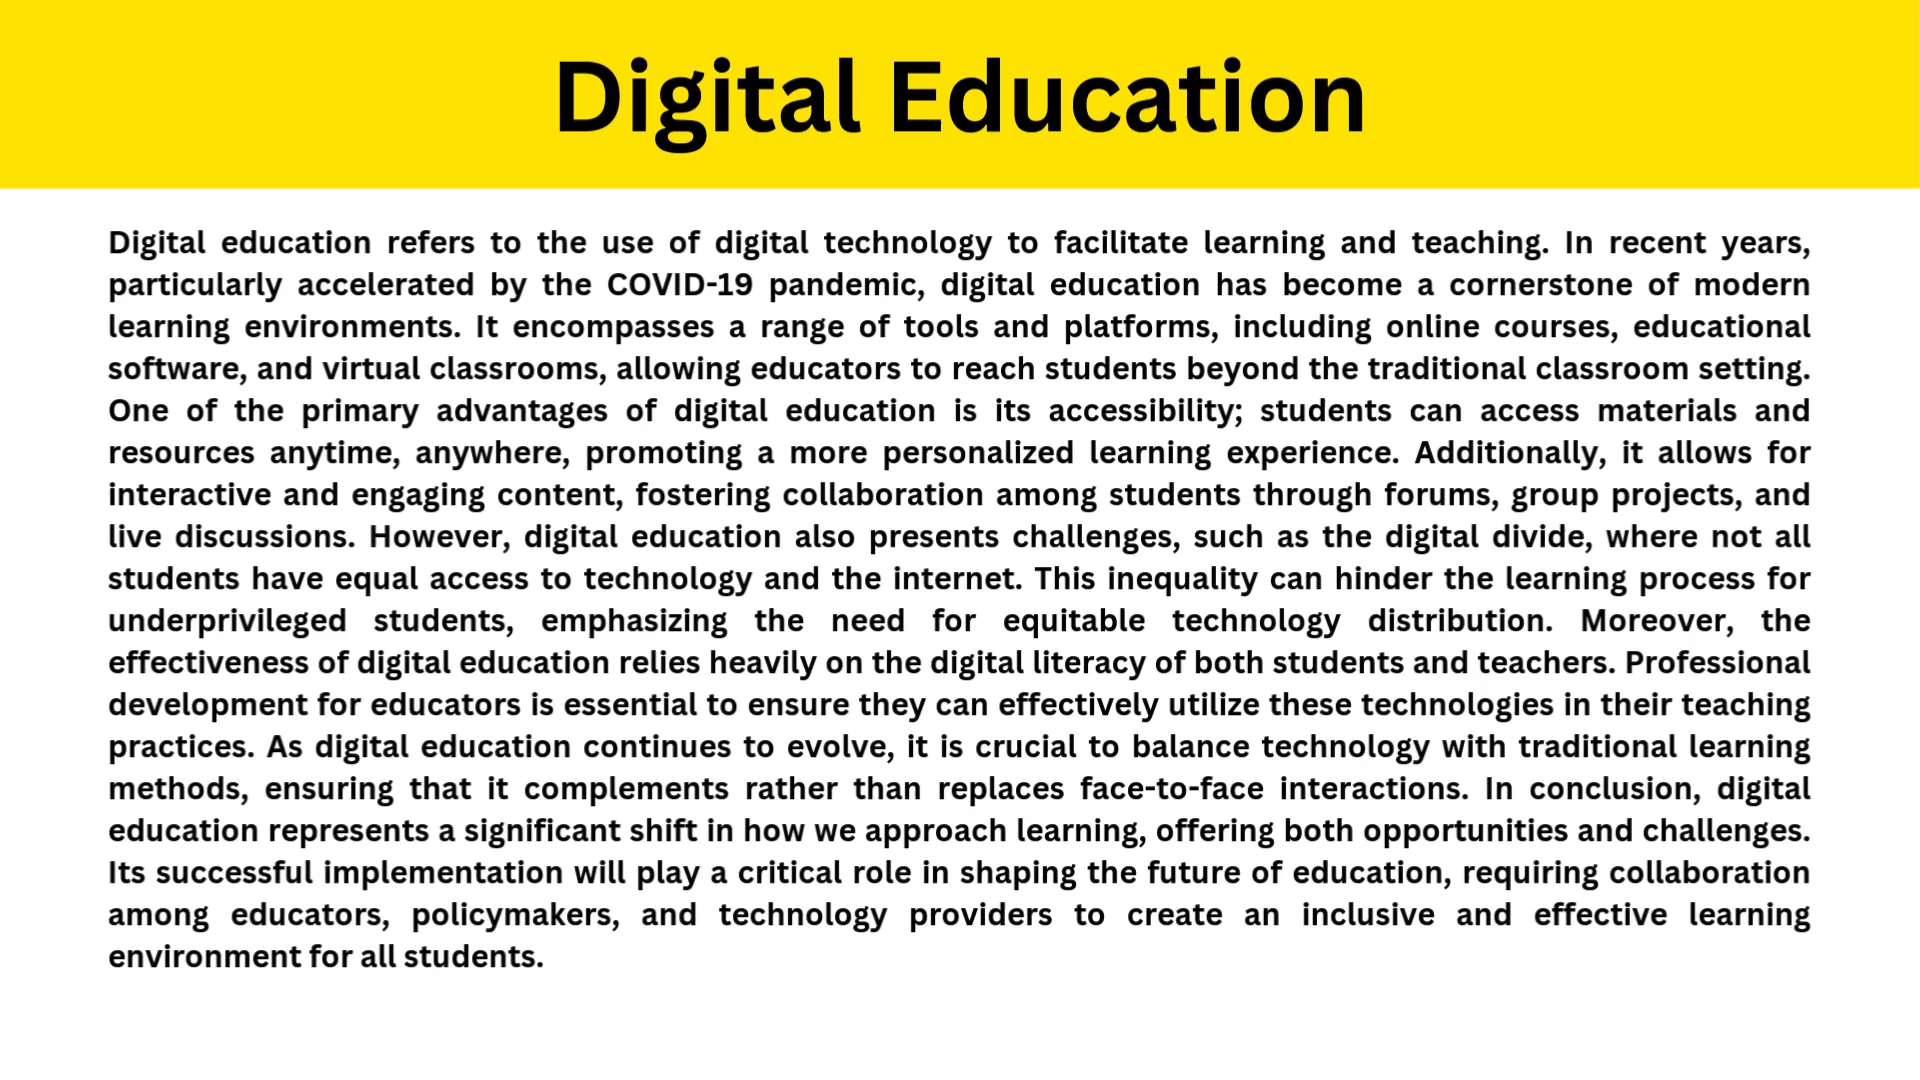 Digital Education
Digital education refers to the use of digital technology to facilitate learning and teaching. In recent years,
particularly accelerated by the COVID-19 pandemic, digital education has become a cornerstone of modern
learning environments. It encompasses a range of tools and platforms, including online courses, educational
software, and virtual classrooms, allowing educators to reach students beyond the traditional classroom setting.
One of the primary advantages of digital education is its accessibility; students can access materials and
resources anytime, anywhere, promoting a more personalized learning experience. Additionally, it allows for
interactive and engaging content, fostering collaboration among students through forums, group projects, and
live discussions. However, digital education also presents challenges, such as the digital divide, where not all
students have equal access to technology and the internet. This inequality can hinder the learning process for
underprivileged students, emphasizing the need for equitable technology distribution. Moreover, the
effectiveness of digital education relies heavily on the digital literacy of both students and teachers. Professional
development for educators is essential to ensure they can effectively utilize these technologies in their teaching
practices. As digital education continues to evolve, it is crucial to balance technology with traditional learning
methods, ensuring that it complements rather than replaces face-to-face interactions. In conclusion, digital
education represents a significant shift in how we approach learning, offering both opportunities and challenges.
Its successful implementation will play a critical role in shaping the future of education, requiring collaboration
among educators, policymakers, and technology providers to create an inclusive and effective learning
environment for all students.